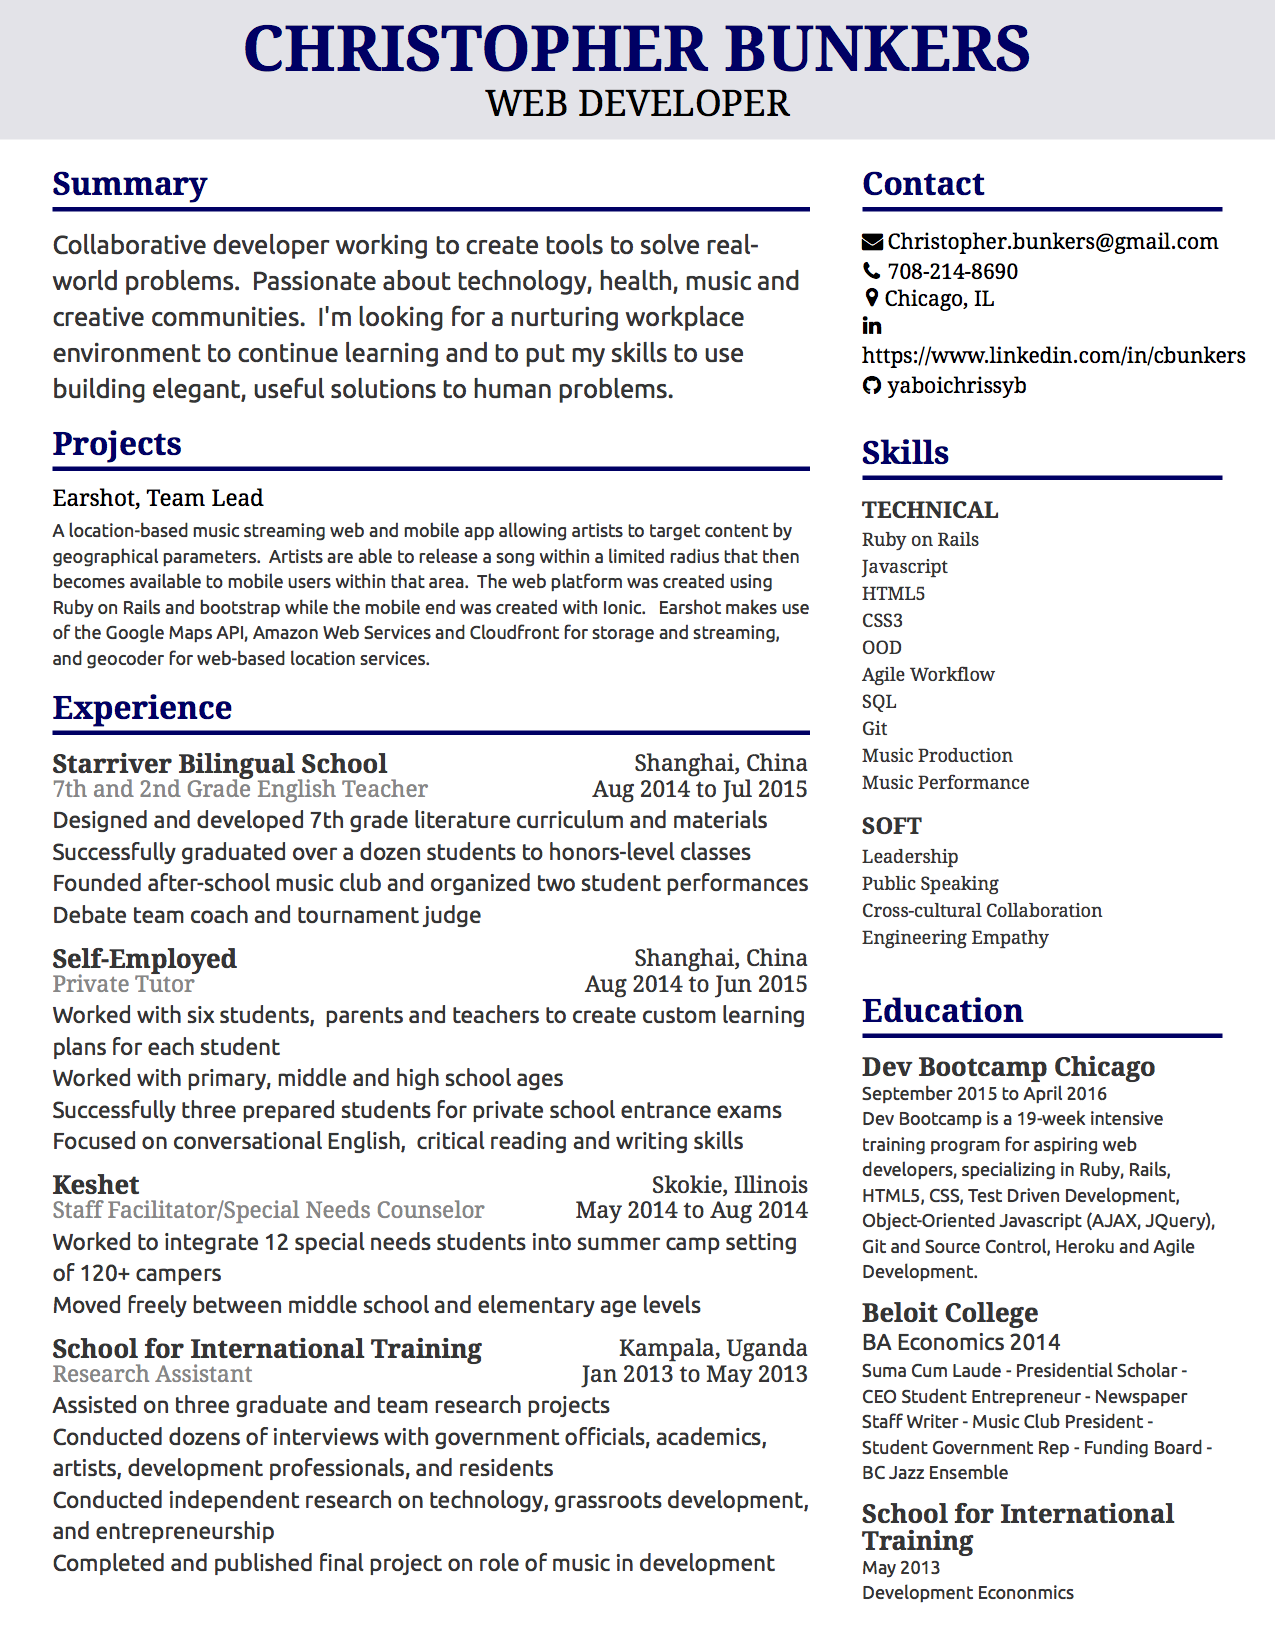 CHRISTOPHER BUNKERS
WEB DEVELOPER
Summary
Collaborative developer working to create tools to solve real-
world problems.  Passionate about technology, health, music and
creative communities.  I'm looking for a nurturing workplace
environment to continue learning and to put my skills to use
building elegant, useful solutions to human problems.
Projects
Earshot, Team Lead
A location-based music streaming web and mobile app allowing artists to target content by
geographical parameters.  Artists are able to release a song within a limited radius that then
becomes available to mobile users within that area.  The web platform was created using
Ruby on Rails and bootstrap while the mobile end was created with Ionic.   Earshot makes use
of the Google Maps API, Amazon Web Services and Cloudfront for storage and streaming,
and geocoder for web-based location services.
Experience
Starriver Bilingual School Shanghai, China
7th and 2nd Grade English Teacher Aug 2014 to Jul 2015
Designed and developed 7th grade literature curriculum and materials
Successfully graduated over a dozen students to honors-level classes
Founded after-school music club and organized two student performances
Debate team coach and tournament judge
Self-Employed Shanghai, China
Private Tutor Aug 2014 to Jun 2015
Worked with six students,  parents and teachers to create custom learning
plans for each student
Worked with primary, middle and high school ages
Successfully three prepared students for private school entrance exams
Focused on conversational English,  critical reading and writing skills
Keshet Skokie, Illinois
Staff Facilitator/Special Needs Counselor May 2014 to Aug 2014
Worked to integrate 12 special needs students into summer camp setting
of 120+ campers
Moved freely between middle school and elementary age levels
School for International Training Kampala, Uganda
Research Assistant Jan 2013 to May 2013
Assisted on three graduate and team research projects
Conducted dozens of interviews with government officials, academics,
artists, development professionals, and residents
Conducted independent research on technology, grassroots development,
and entrepreneurship
Completed and published final project on role of music in development
Contact
Christopher.bunkers@gmail.com
708-214-8690
Chicago, IL
in
https://www.linkedin.com/in/cbunkers
yaboichrissyb
Skills
TECHNICAL
Ruby on Rails
Javascript
HTML5
CSS3
OOD
Agile Workflow
SQL
Git
Music Production
Music Performance
SOFT
Leadership
Public Speaking
Cross-cultural Collaboration
Engineering Empathy
Education
Dev Bootcamp Chicago
September 2015 to April 2016
Dev Bootcamp is a 19-week intensive
training program for aspiring web
developers, specializing in Ruby, Rails,
HTML5, CSS, Test Driven Development,
Object-Oriented Javascript (AJAX, JQuery),
Git and Source Control, Heroku and Agile
Development.
Beloit College
BA Economics 2014
Suma Cum Laude - Presidential Scholar -
CEO Student Entrepreneur - Newspaper
Staff Writer - Music Club President -
Student Government Rep - Funding Board -
BC Jazz Ensemble
School for International
Training
May 2013
Development Econonmics